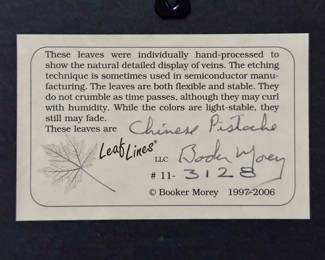 These leaves were individually hand-processed to
show the natural detailed display of veins. The etching
technique is sometimes used in semiconductor manu-
facturing. The leaves are both flexible and stable. They
do not crumble as time passes, although they may curl
with humidity. While the colors are light-stable, they
still may fade.
These leaves are Chinese Pistache
Leaf Lines®
LLC Booker Morey
# 11- 3128
© Booker Morey 1997-2006